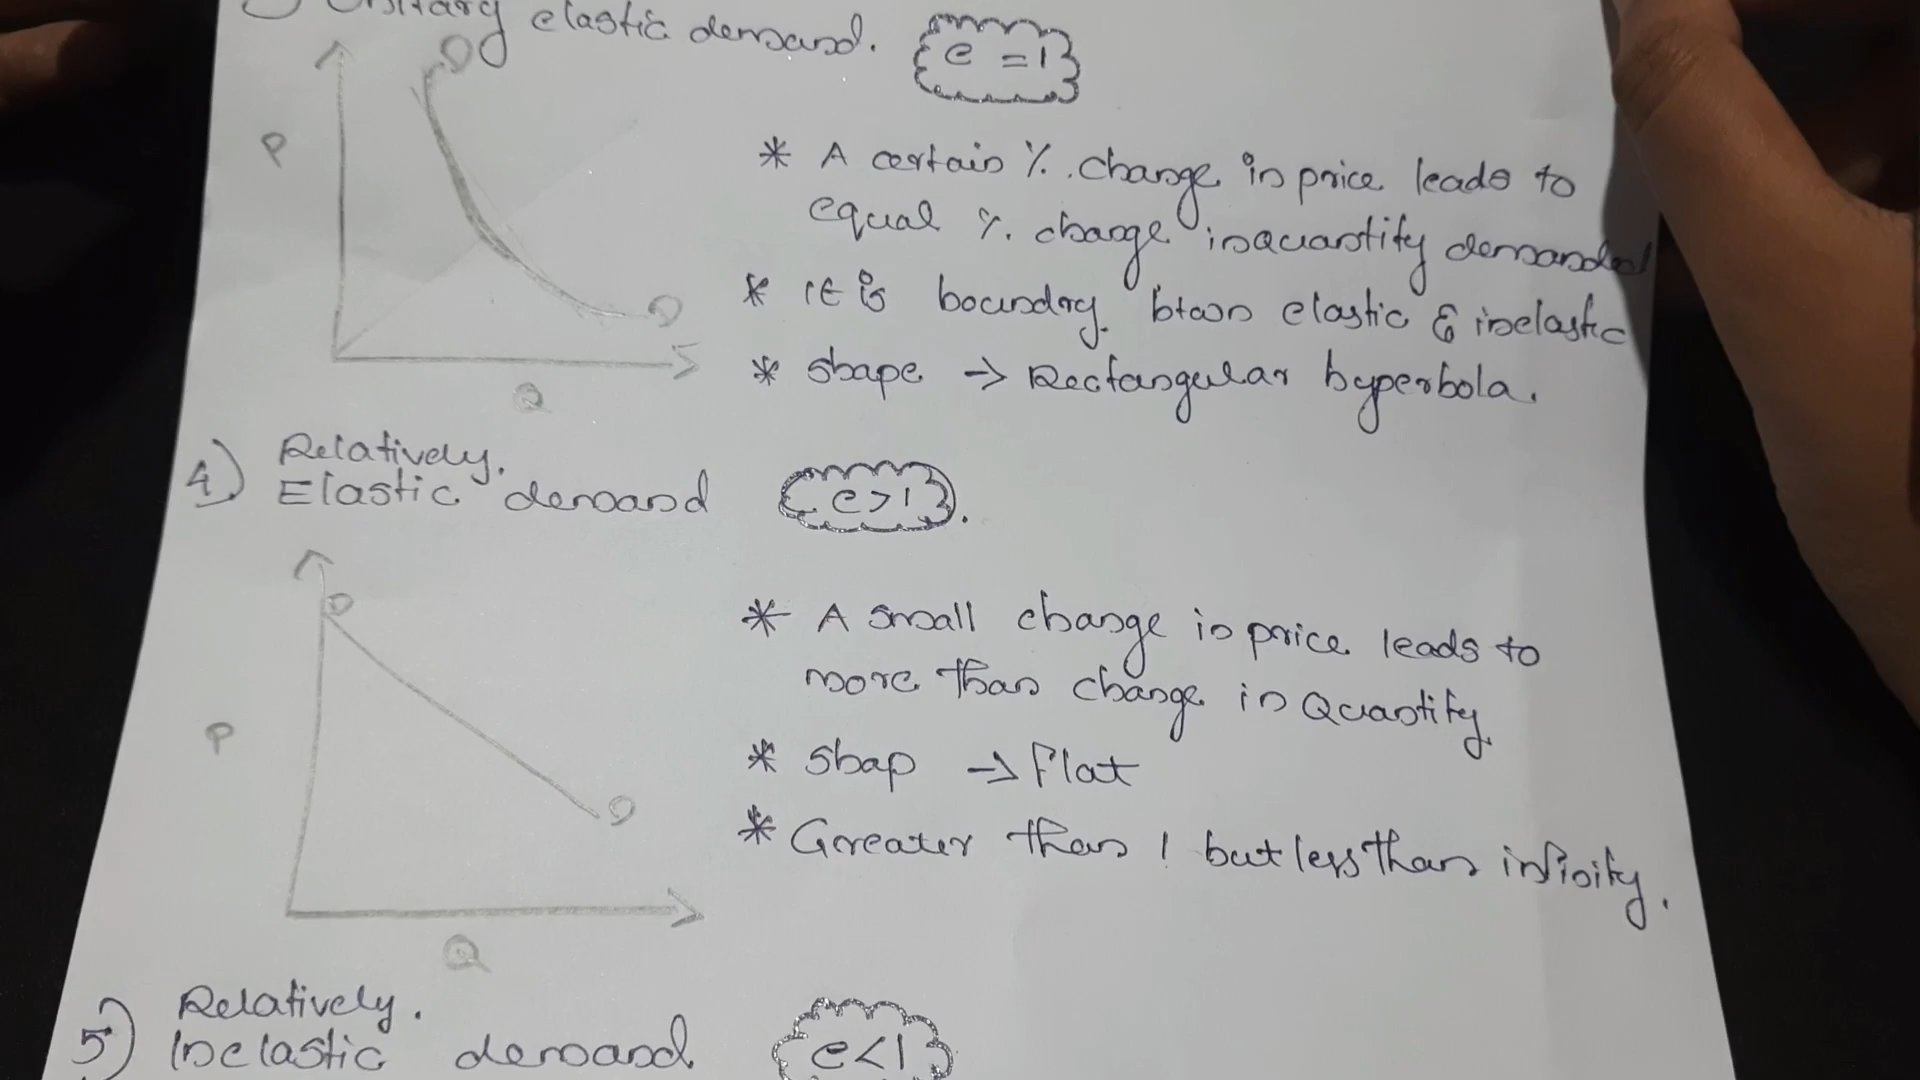 elastic demand. e = 1
D
P
* A certain %. change in price leads to
equal %. change in quantity demanded
* it is boundry. btwn elastic & inelastic
D
* shape → Rectangular hyperbola.
Q
4) Relatively.
Elastic demand e>1.
D
* A small change in price leads to
more than change in Quantity
P
* shap → Flat
D
* Greater than 1 but less than infinity.
Q
5) Relatively.
Inelastic demand e<1